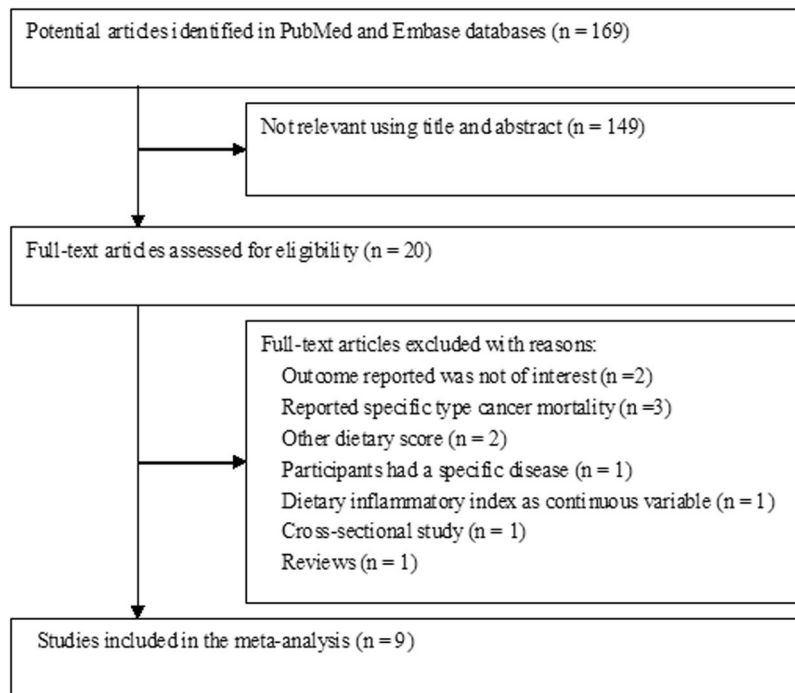 Potential articles identified in PubMed and Embase databases (n = 169)
Not relevant using title and abstract (n = 149)
Full-text articles assessed for eligibility (n = 20)
Full-text articles excluded with reasons:
Outcome reported was not of interest (n =2)
Reported specific type cancer mortality (n =3)
Other dietary score (n = 2)
Participants had a specific disease (n = 1)
Dietary inflammatory index as continuous variable (n = 1)
Cross-sectional study (n = 1)
Reviews (n = 1)
Studies included in the meta-analysis (n = 9)